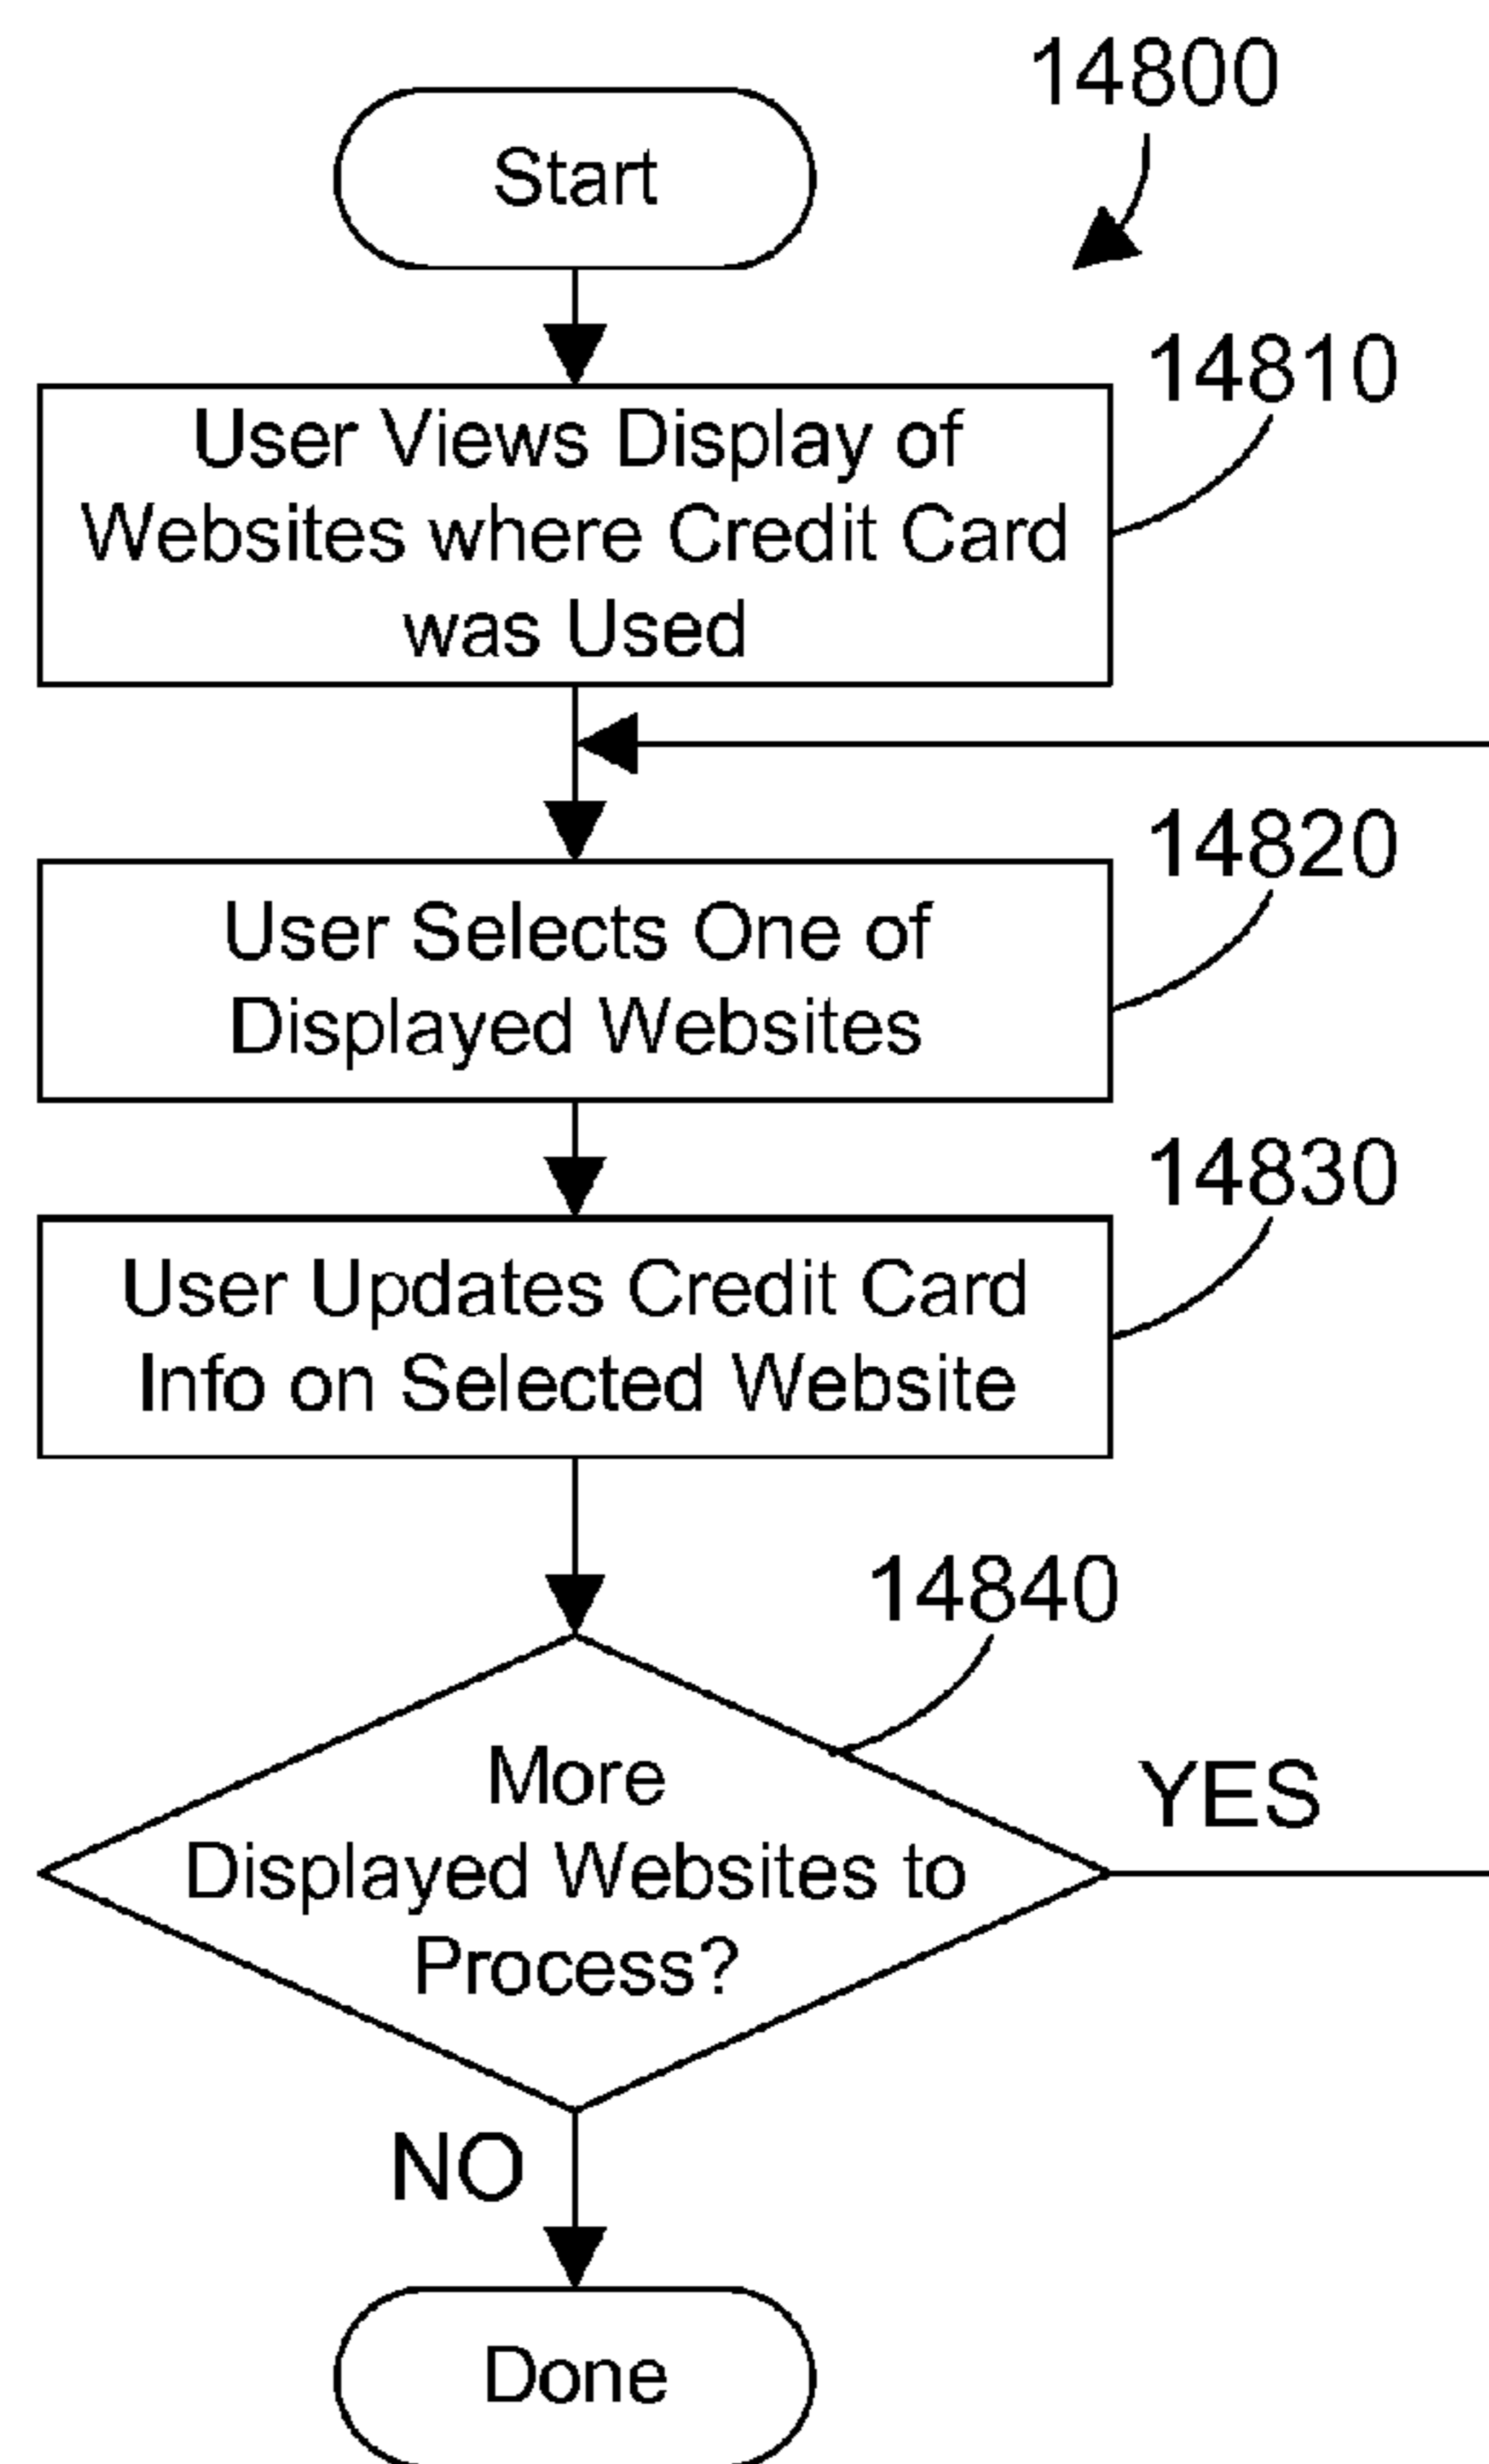 14800
Start
14810
User Views Display of
Websites where Credit Card
was Used
14820
User Selects One of
Displayed Websites
14830
User Updates Credit Card
Info on Selected Website
14840
More
Displayed Websites to
Process?
YES
NO
Done